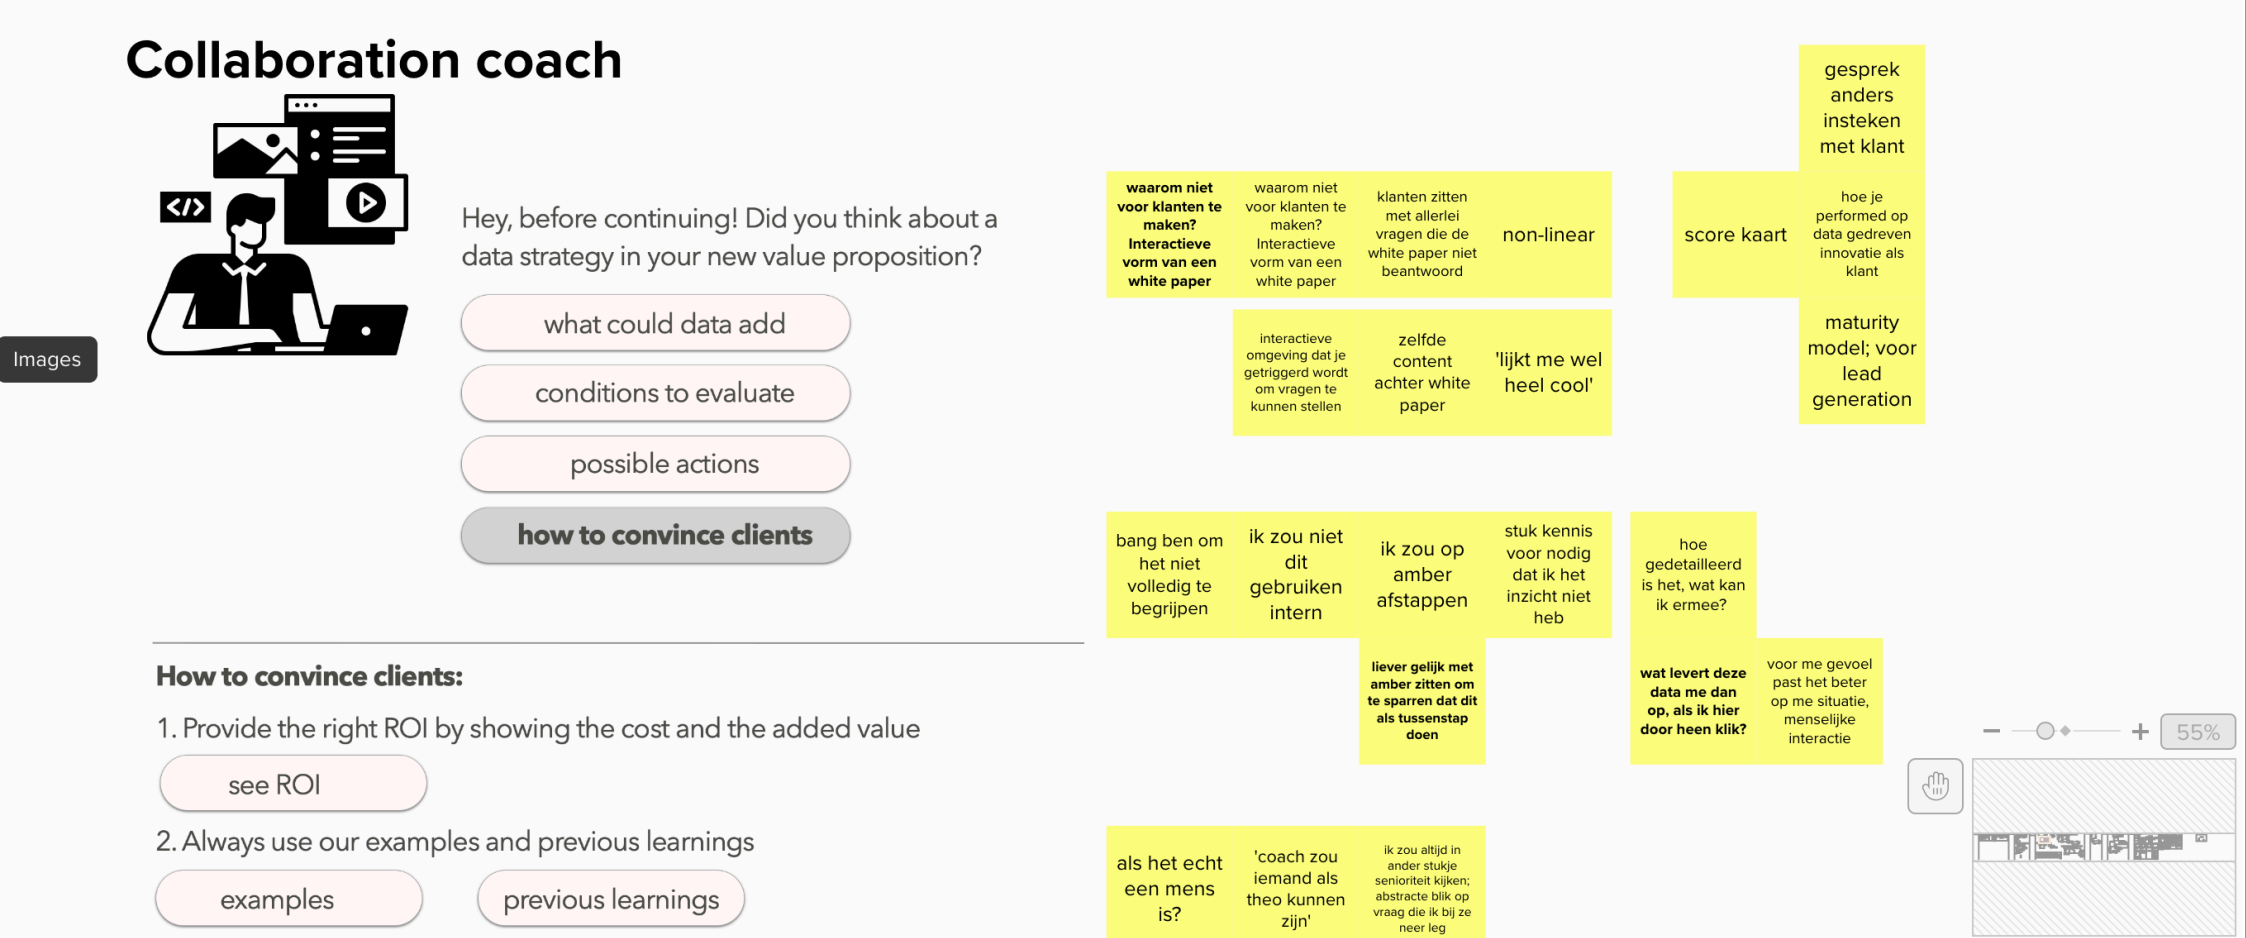 Collaboration coach
</>
Hey, before continuing! Did you think about a
data strategy in your new value proposition?
what could data add
conditions to evaluate
possible actions
how to convince clients
Images
How to convince clients:
1. Provide the right ROI by showing the cost and the added value
see ROI
2. Always use our examples and previous learnings
examples
previous learnings
gesprek
anders
insteken
met klant
waarom niet
voor klanten te
maken?
Interactieve
vorm van een
white paper
waarom niet
voor klanten te
maken?
Interactieve
vorm van een
white paper
klanten zitten
met allerlei
vragen die de
white paper niet
beantwoord
non-linear
score kaart
hoe je
performed op
data gedreven
innovatie als
klant
interactieve
omgeving dat je
getriggerd wordt
om vragen te
kunnen stellen
zelfde
content
achter white
paper
'lijkt me wel
heel cool'
maturity
model; voor
lead
generation
bang ben om
het niet
volledig te
begrijpen
ik zou niet
dit
gebruiken
intern
ik zou op
amber
afstappen
stuk kennis
voor nodig
dat ik het
inzicht niet
heb
hoe
gedetailleerd
is het, wat kan
ik ermee?
liever gelijk met
amber zitten om
te sparren dat dit
als tussenstap
doen
wat levert deze
data me dan
op, als ik hier
door heen klik?
voor me gevoel
past het beter
op me situatie,
menselijke
interactie
als het echt
een mens
is?
'coach zou
iemand als
theo kunnen
zijn'
ik zou altijd in
ander stukje
senioriteit kijken;
abstracte blik op
vraag die ik bij ze
neer leg
55%